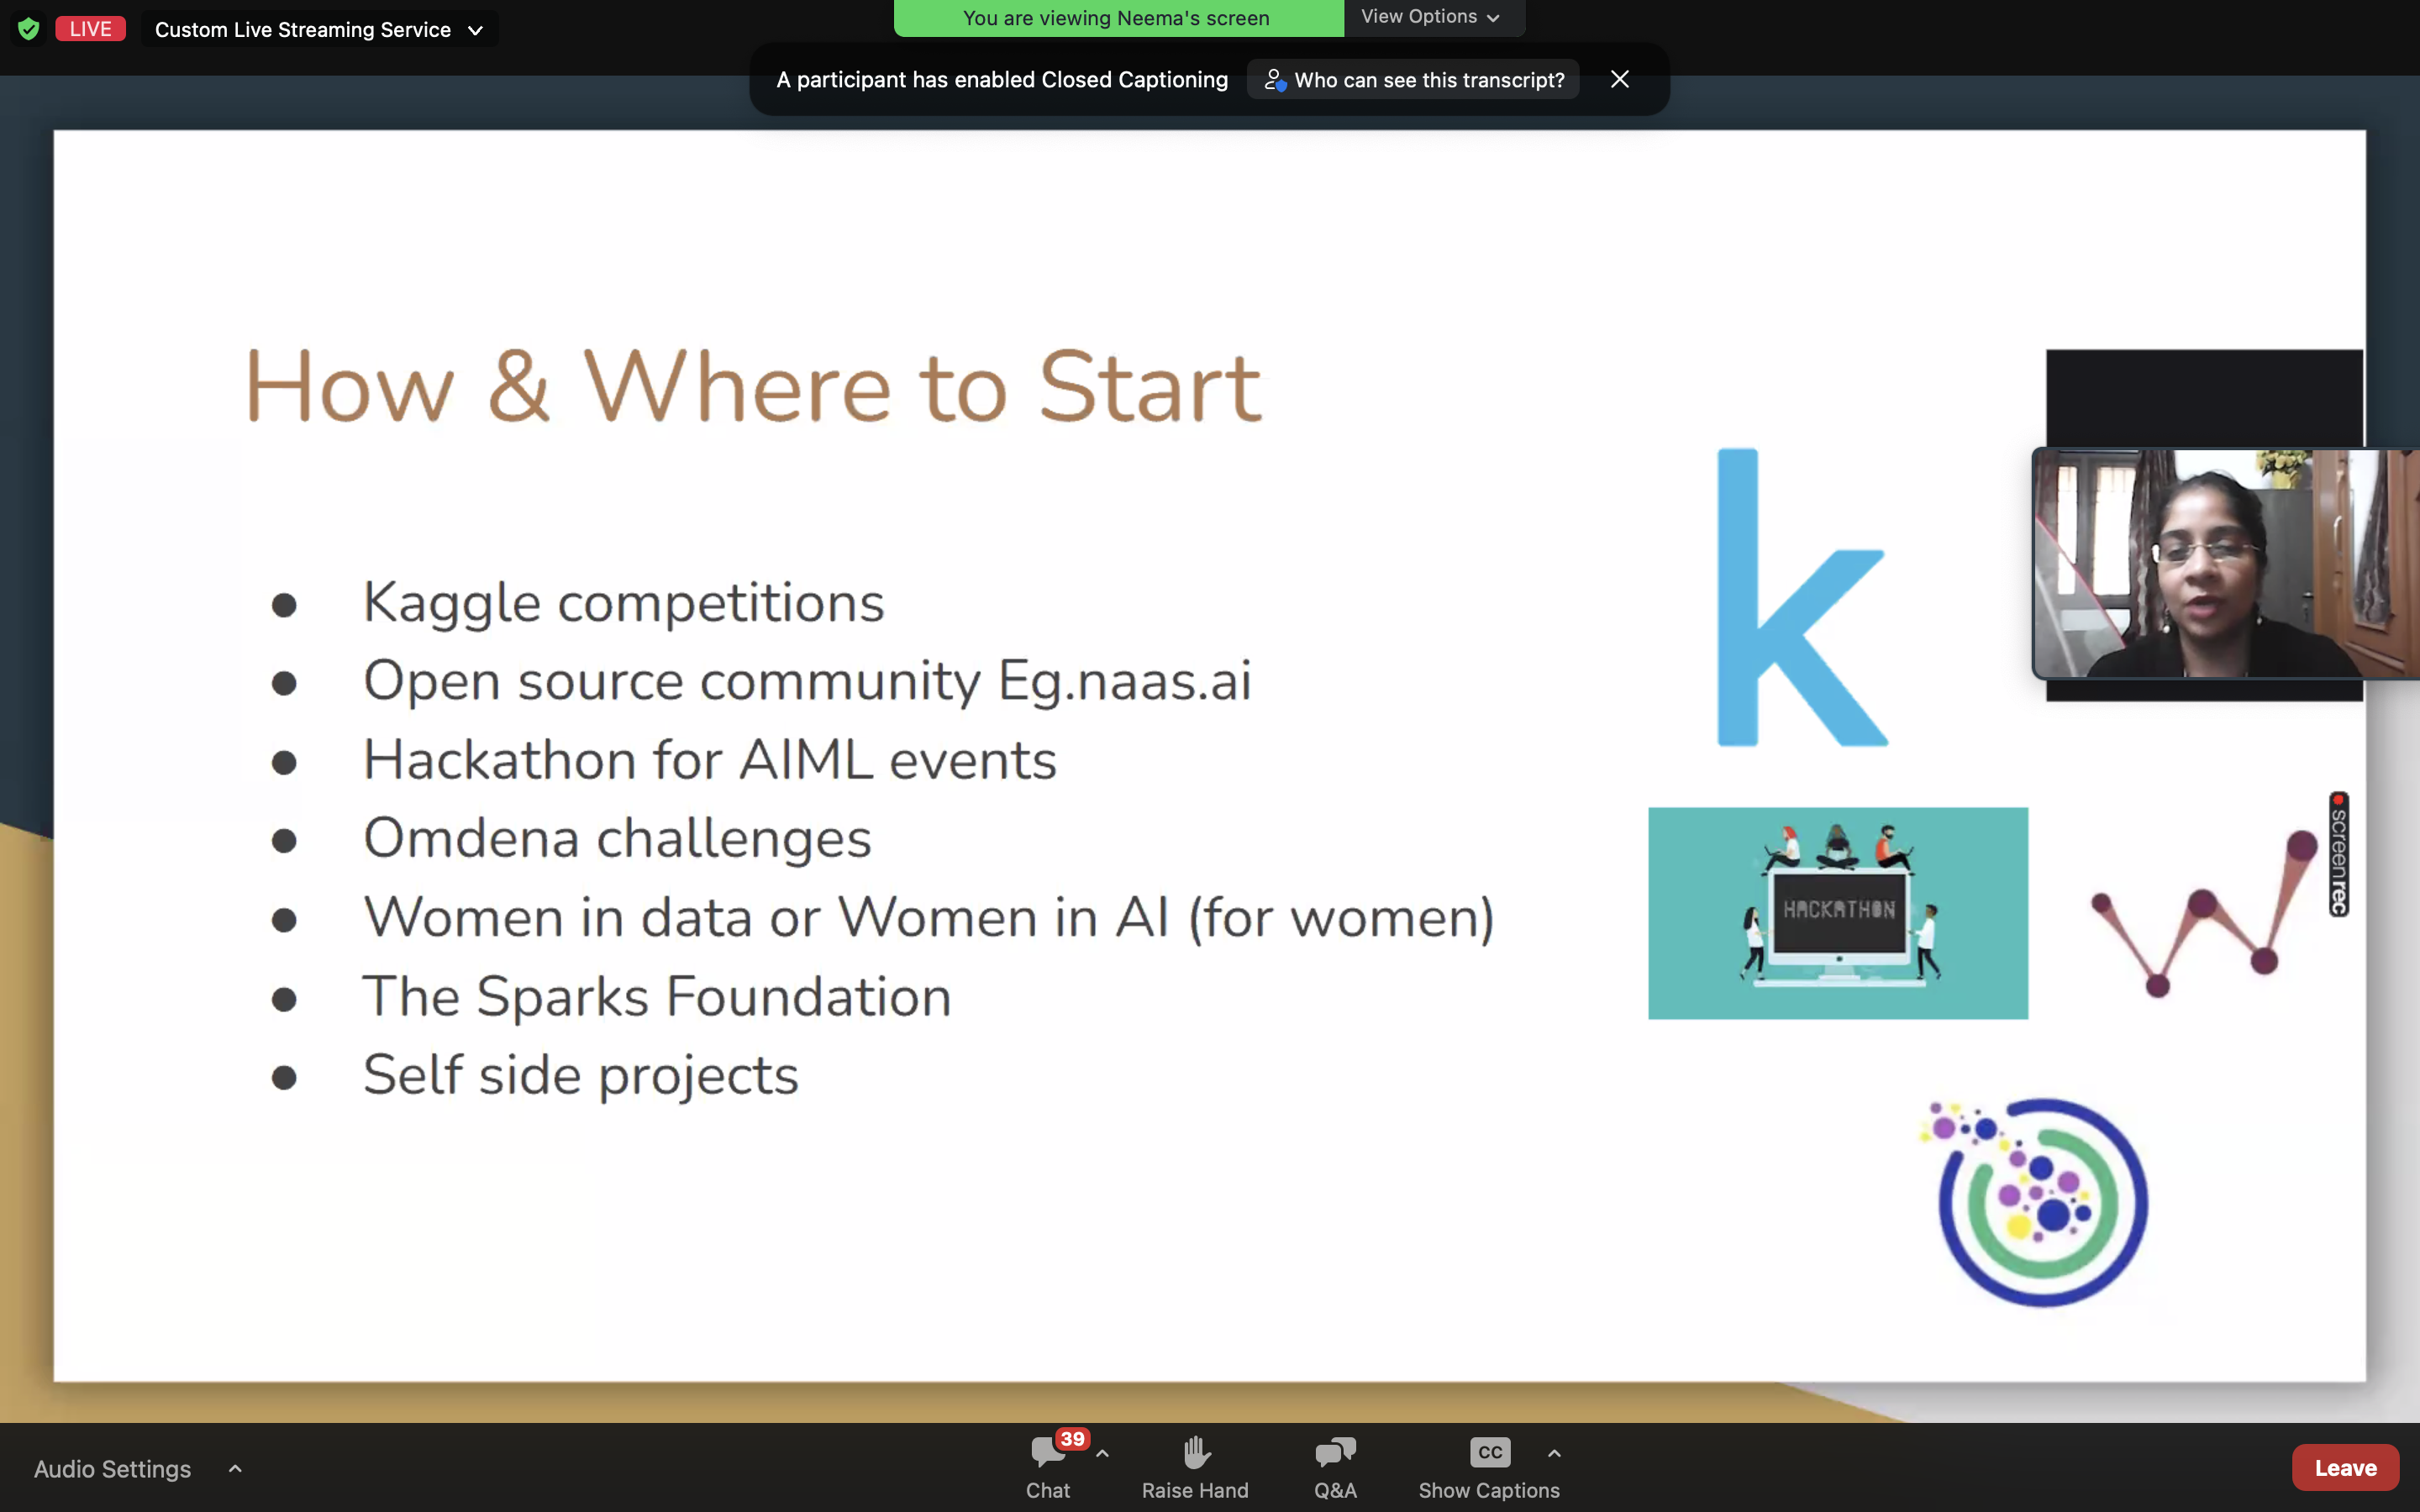 LIVE
Custom Live Streaming Service
You are viewing Neema's screen
View Options
A participant has enabled Closed Captioning
Who can see this transcript?
How & Where to Start
Kaggle competitions
Open source community Eg.naas.ai
Hackathon for AIML events
Omdena challenges
Women in data or Women in AI (for women)
The Sparks Foundation
Self side projects
k
HACKATHON
screenrec
Audio Settings
39
Chat
Raise Hand
Q&A
CC
Show Captions
Leave